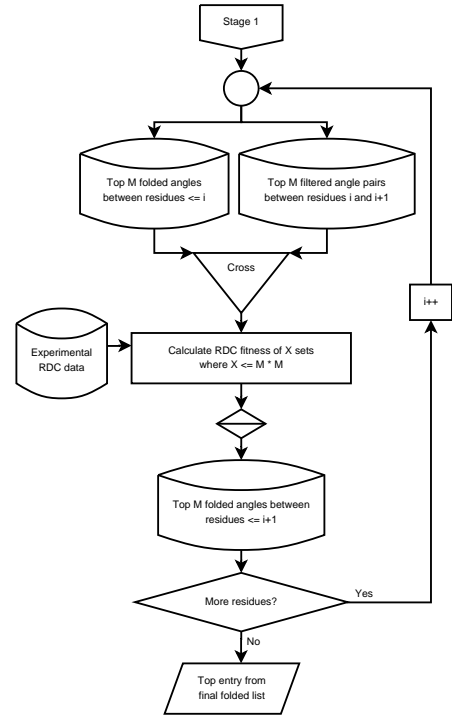 Stage 1
Top M folded angles
between residues <= i
Top M filtered angle pairs
between residues i and i+1
Cross
i++
Experimental
RDC data
Calculate RDC fitness of X sets
where X <= M * M
Top M folded angles between
residues <= i+1
More residues?
Yes
No
Top entry from
final folded list